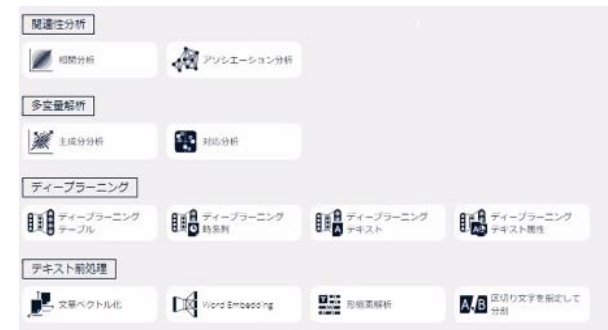 関連性分析
相関分析
アソシエーション分析
多変量解析
主成分分析
対応分析
ディープラーニング
ディープラーニング
テーブル
ディープラーニング
時系列
ディープラーニング
テキスト
ディープラーニング
テキスト属性
テキスト前処理
文章ベクトル化
Word Embedding
形態素解析
区切り文字を指定して
分割